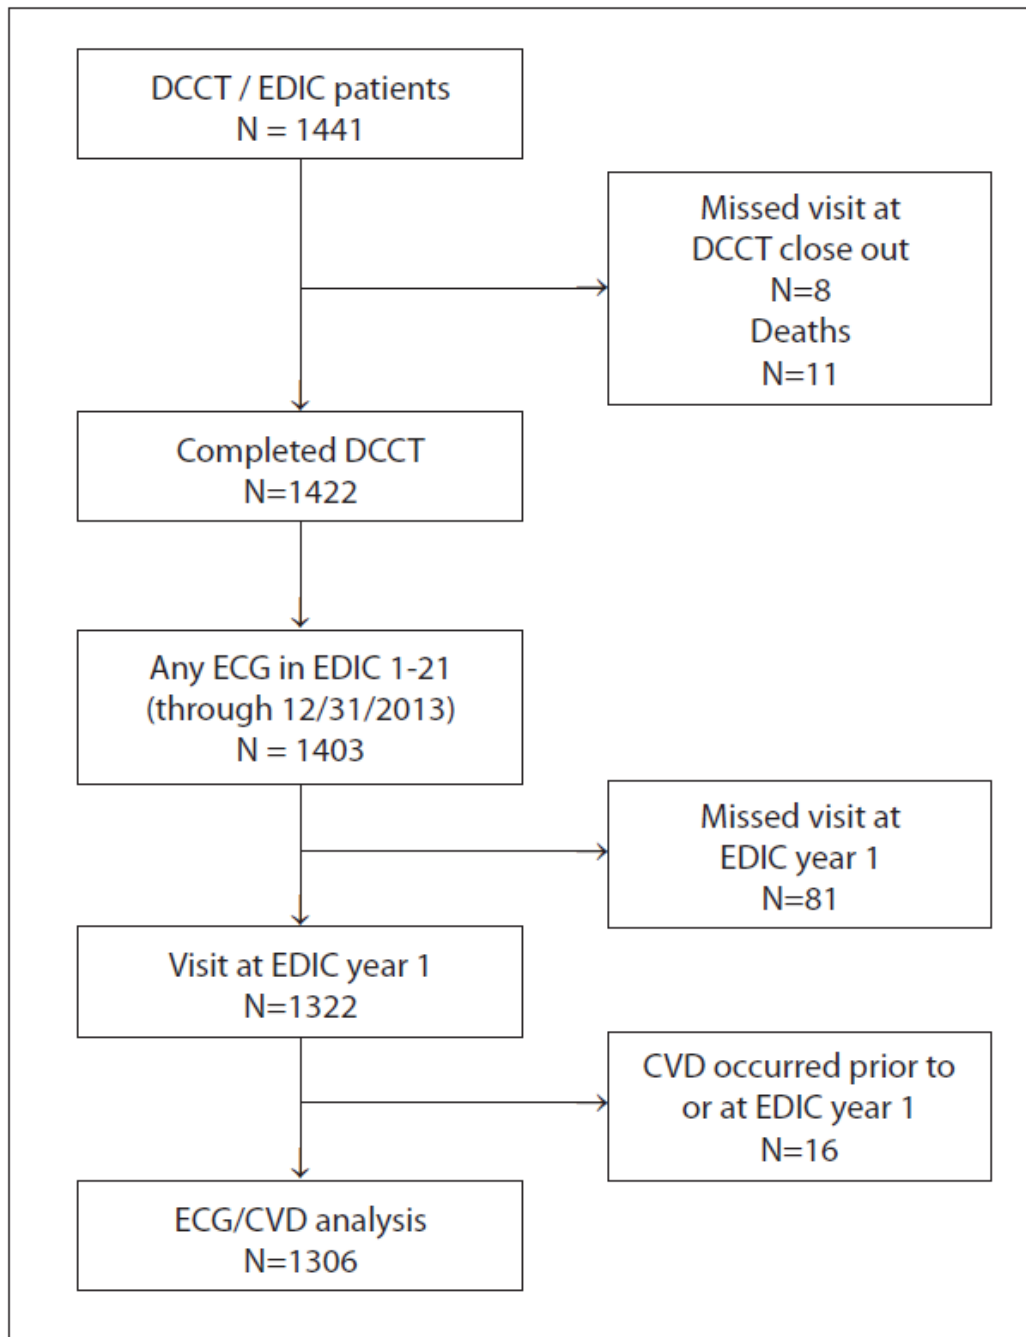 DCCT / EDIC patients
N = 1441
Missed visit at
DCCT close out
N=8
Deaths
N=11
Completed DCCT
N=1422
Any ECG in EDIC 1-21
(through 12/31/2013)
N = 1403
Missed visit at
EDIC year 1
N=81
Visit at EDIC year 1
N=1322
CVD occurred prior to
or at EDIC year 1
N=16
ECG/CVD analysis
N=1306